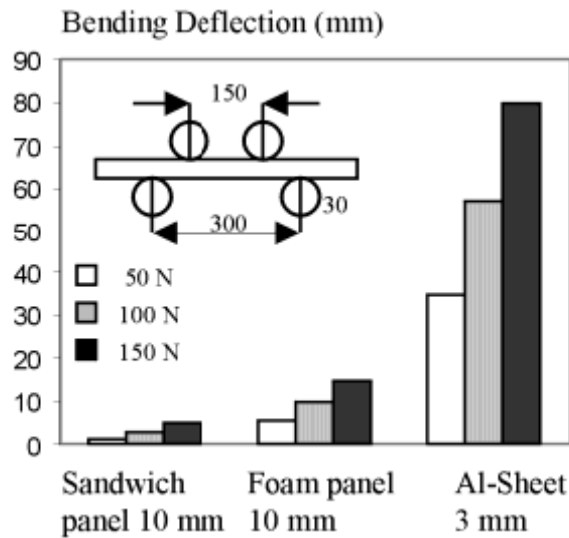 Bending Deflection (mm)
90
80
70
60
50
40
30
20
10
0
150
300
30
50 N
100 N
150 N
Sandwich
panel 10 mm
Foam panel
10 mm
Al-Sheet
3 mm